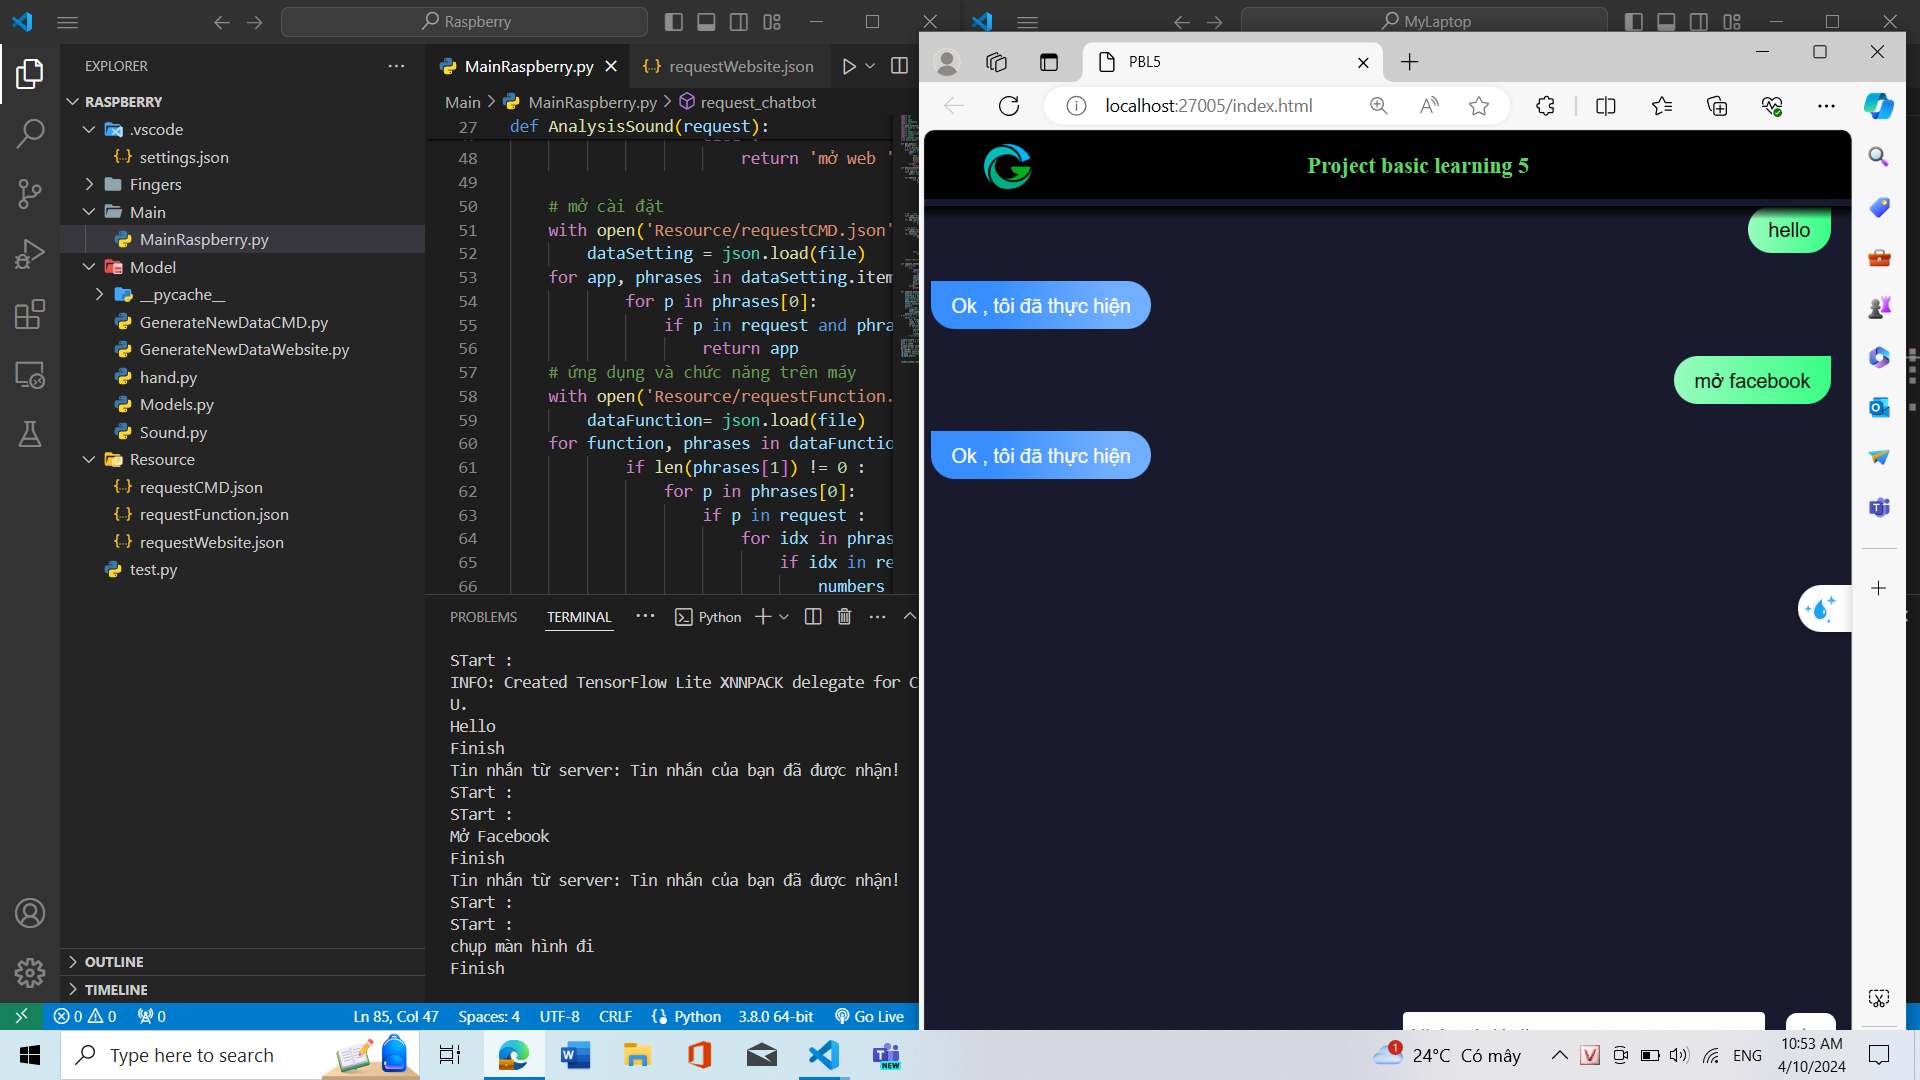 Raspberry
MyLaptop
EXPLORER
RASPBERRY
.vscode
settings.json
Fingers
Main
MainRaspberry.py
Model
__pycache__
GenerateNewDataCMD.py
GenerateNewDataWebsite.py
hand.py
Models.py
Sound.py
Resource
requestCMD.json
requestFunction.json
requestWebsite.json
test.py
OUTLINE
TIMELINE
MainRaspberry.py
requestWebsite.json
Main > MainRaspberry.py > request_chatbot
27 def AnalysisSound(request):
48 return 'mở web '
49
50 # mở cài đặt
51 with open('Resource/requestCMD.json'
52 dataSetting = json.load(file)
53 for app, phrases in dataSetting.item
54 for p in phrases[0]:
55 if p in request and phra
56 return app
57 # ứng dụng và chức năng trên máy
58 with open('Resource/requestFunction.
59 dataFunction= json.load(file)
60 for function, phrases in dataFunctio
61 if len(phrases[1]) != 0 :
62 for p in phrases[0]:
63 if p in request :
64 for idx in phras
65 if idx in re
66 numbers
PROBLEMS TERMINAL Python
STart :
INFO: Created TensorFlow Lite XNNPACK delegate for C
U.
Hello
Finish
Tin nhắn từ server: Tin nhắn của bạn đã được nhận!
STart :
STart :
Mở Facebook
Finish
Tin nhắn từ server: Tin nhắn của bạn đã được nhận!
STart :
STart :
chụp màn hình đi
Finish
0 0 0 Ln 85, Col 47 Spaces: 4 UTF-8 CRLF Python 3.8.0 64-bit Go Live
PBL5
localhost:27005/index.html
Project basic learning 5
hello
Ok , tôi đã thực hiện
mở facebook
Ok , tôi đã thực hiện
Type here to search
NEW
1
24°C Có mây
ENG
10:53 AM
4/10/2024